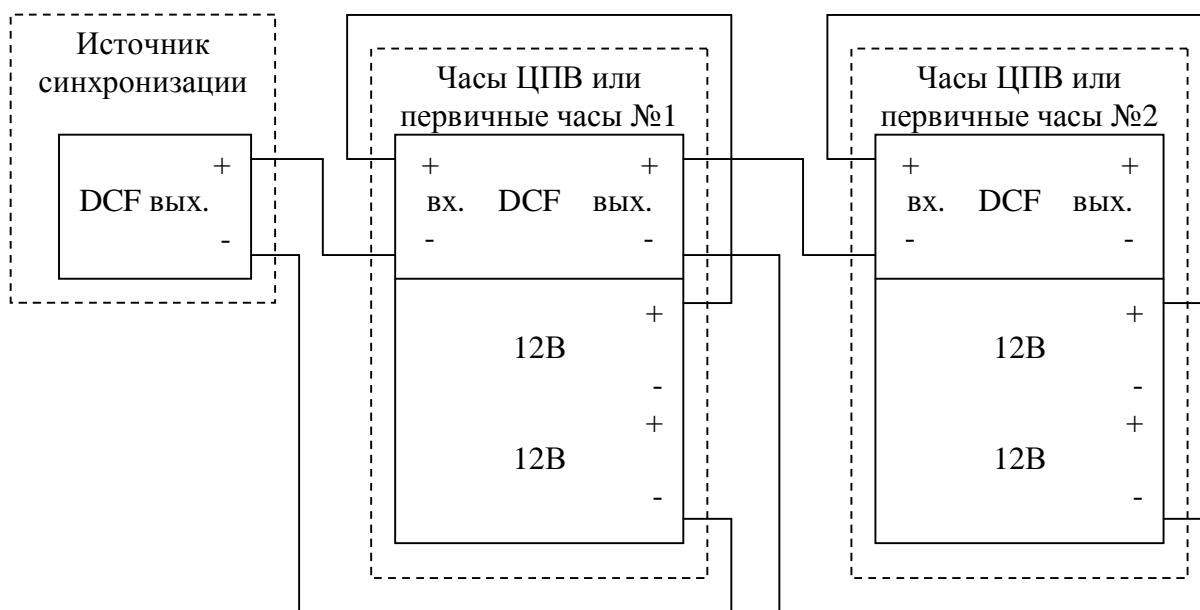 Источник
синхронизации
+
DCF вых.
-
Часы ЦПВ или
первичные часы №1
+ +
вх. DCF вых.
- -
+
12В
-
+
12В
-
Часы ЦПВ или
первичные часы №2
+ +
вх. DCF вых.
- -
+
12В
-
+
12В
-